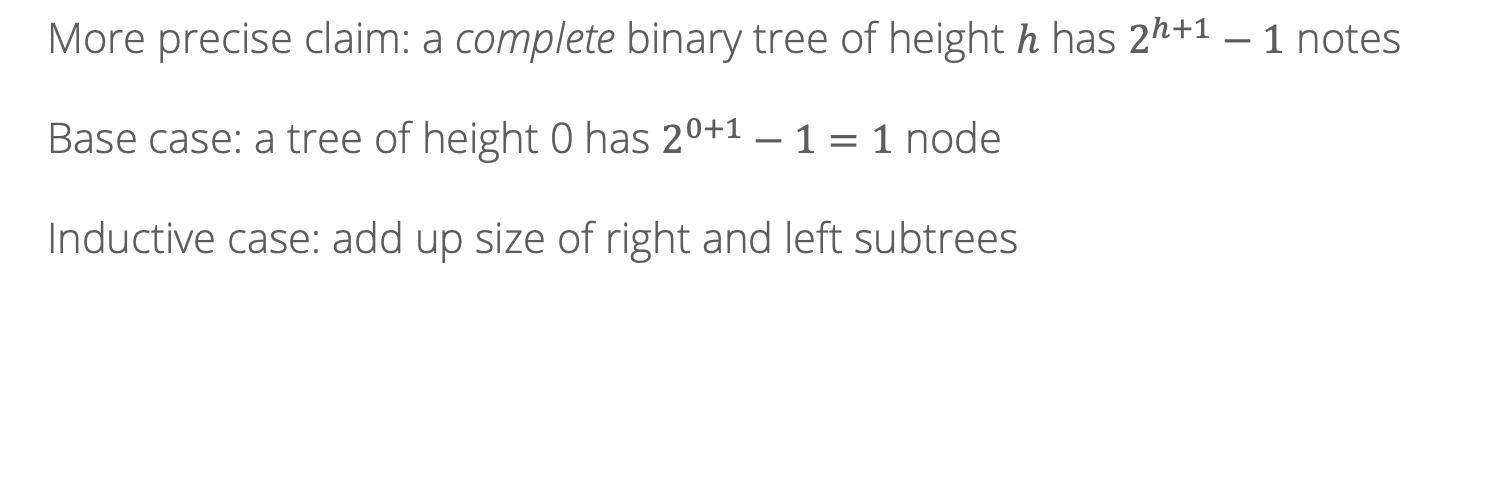 More precise claim: a complete binary tree of height h has 2^{h+1} − 1 notes
Base case: a tree of height 0 has 2^{0+1} − 1 = 1 node
Inductive case: add up size of right and left subtrees